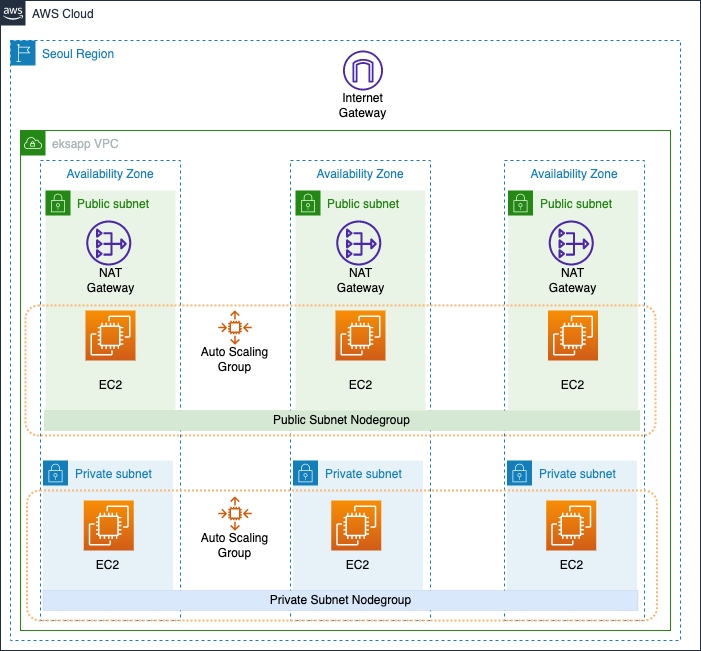 aws
AWS Cloud
Seoul Region
Internet
Gateway
eksapp VPC
Availability Zone
Availability Zone
Availability Zone
Public subnet
Public subnet
Public subnet
NAT
Gateway
NAT
Gateway
NAT
Gateway
Auto Scaling
Group
EC2
EC2
EC2
Public Subnet Nodegroup
Private subnet
Private subnet
Private subnet
Auto Scaling
Group
EC2
EC2
EC2
Private Subnet Nodegroup